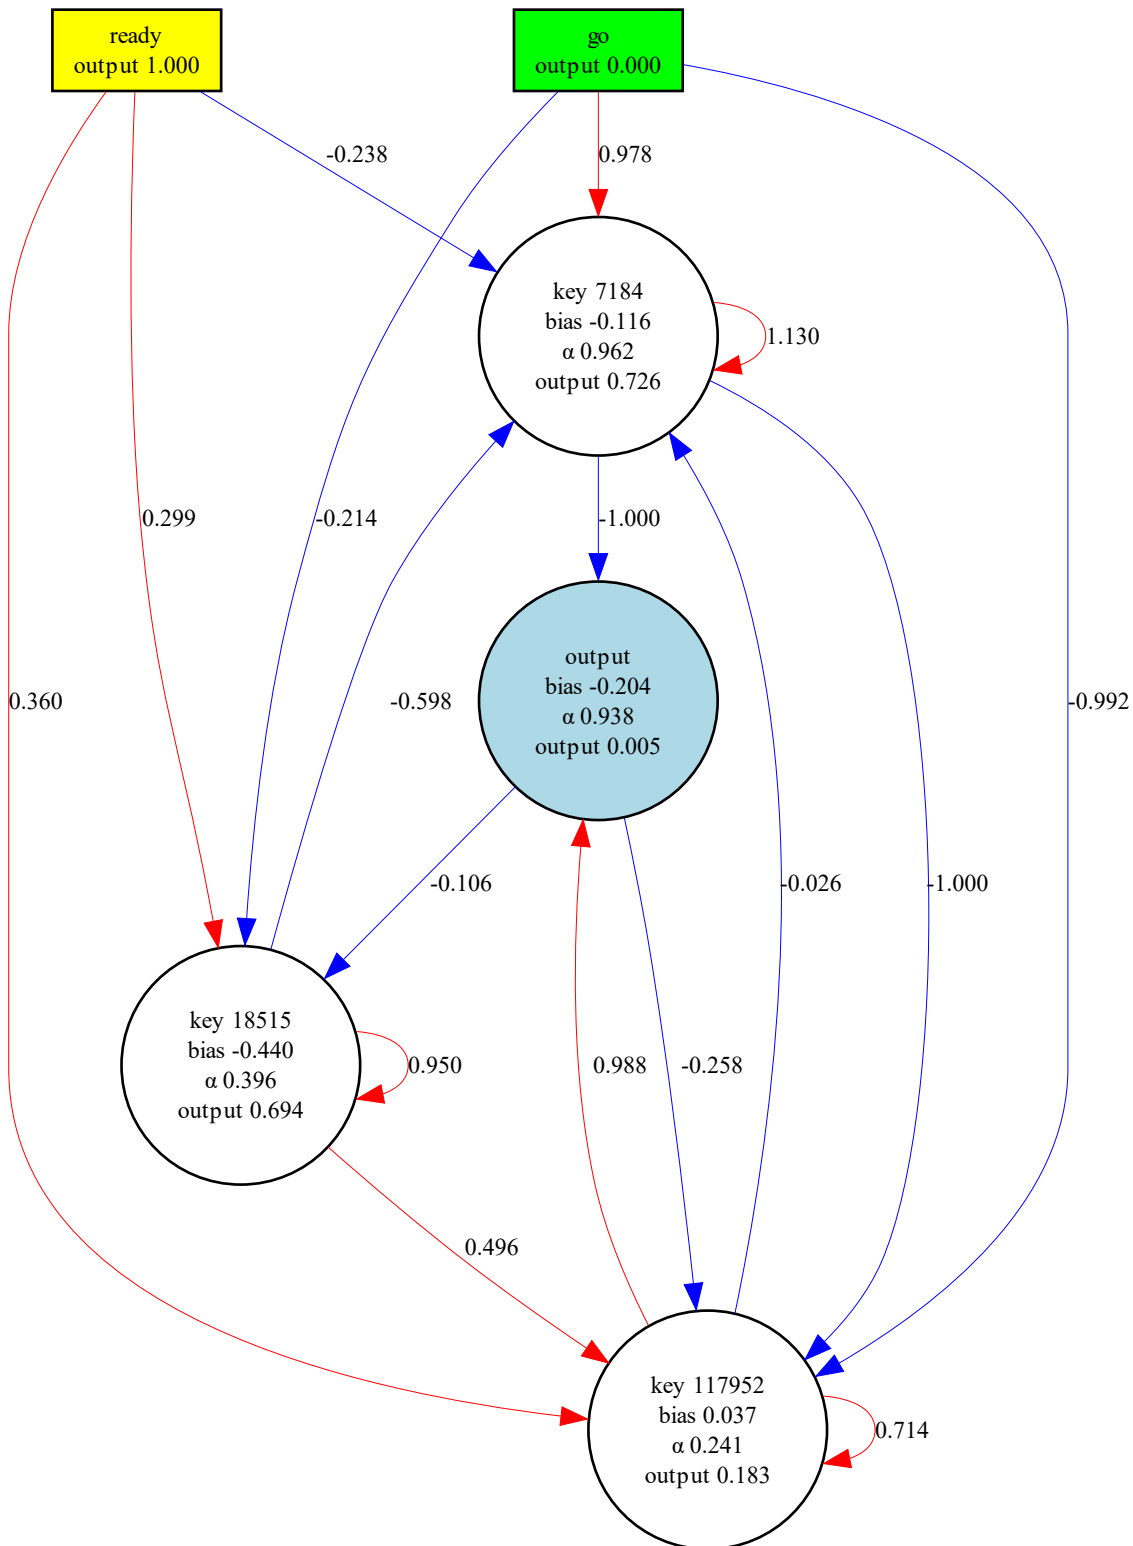 ready
output 1.000
go
output 0.000
-0.238
0.978
key 7184
bias -0.116
α 0.962
output 0.726
1.130
0.299
-0.214
-1.000
0.360
-0.598
output
bias -0.204
α 0.938
output 0.005
-0.992
-0.106
-0.026
-1.000
key 18515
bias -0.440
α 0.396
output 0.694
0.950
0.988
-0.258
0.496
key 117952
bias 0.037
α 0.241
output 0.183
0.714